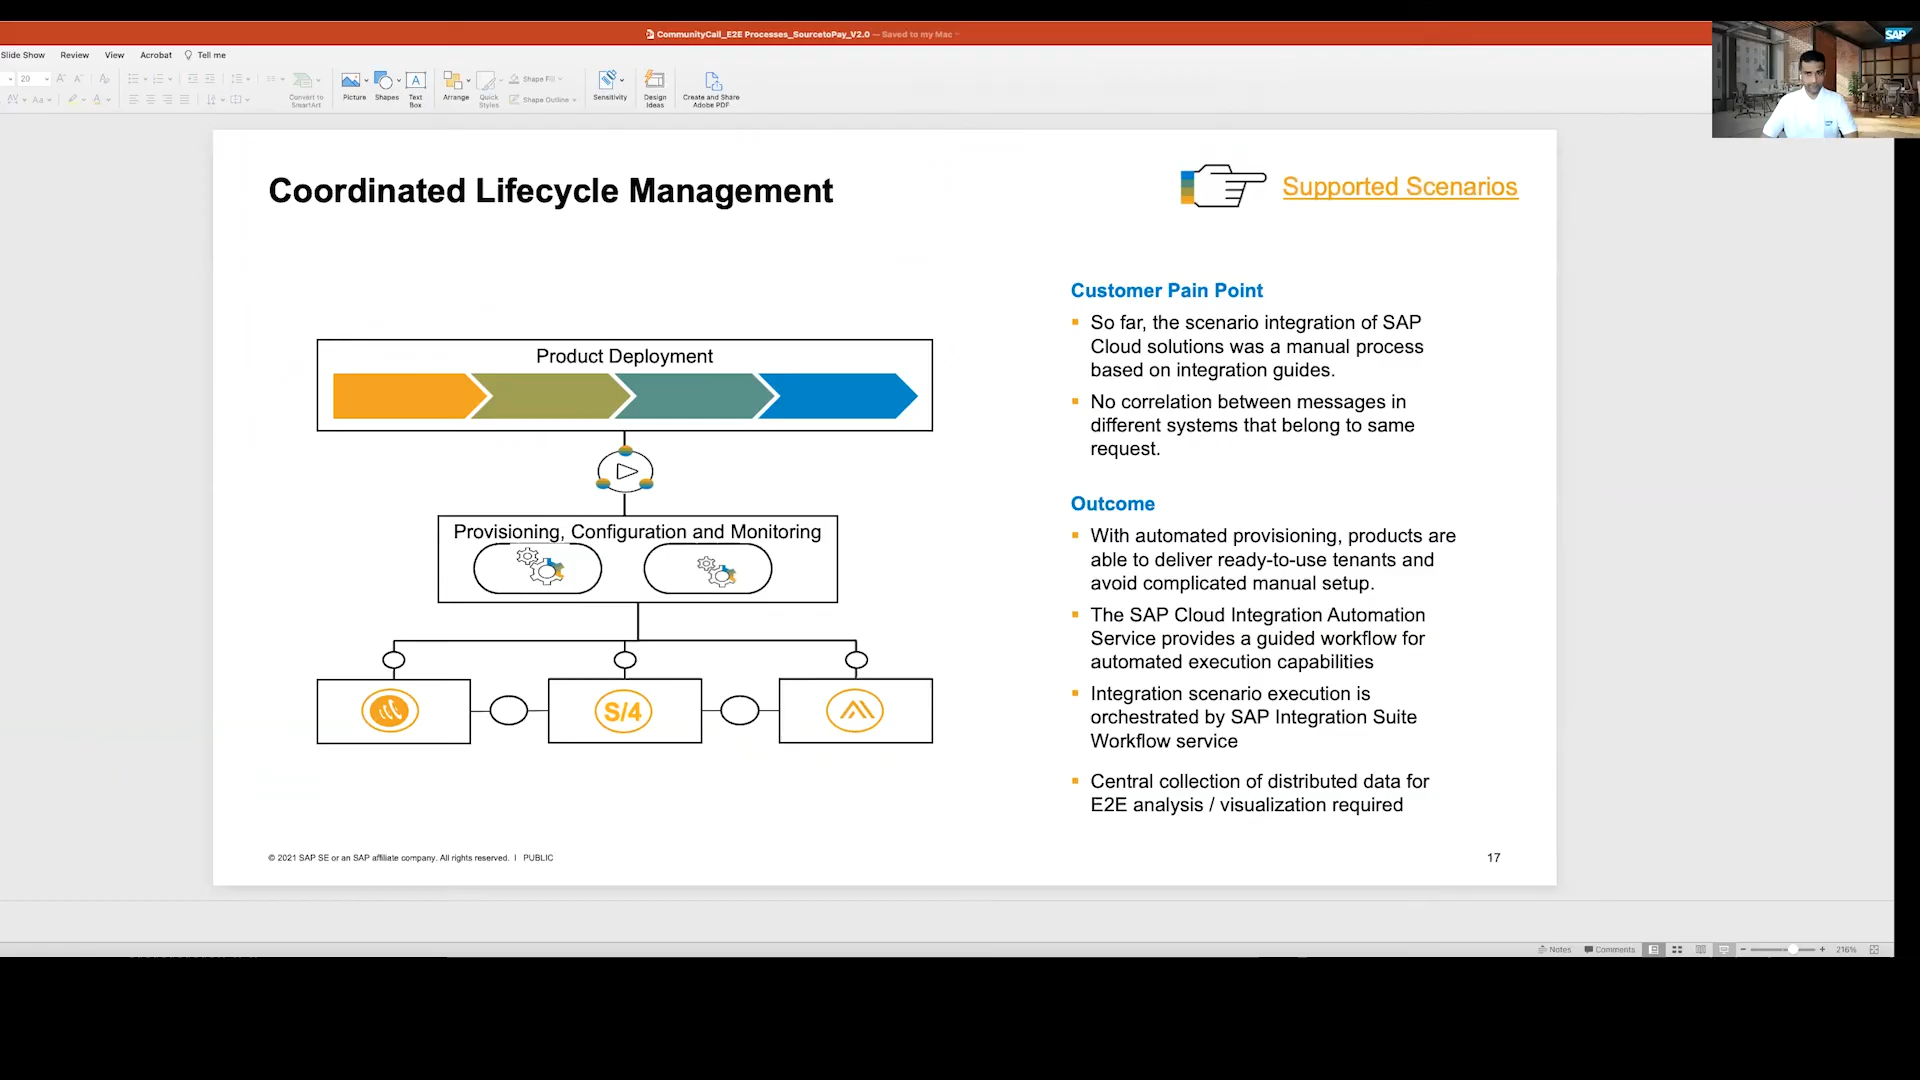 CommunityCall_E2E Processes_SourcetoPay_V2.0 — Saved to my Mac
SAP
Slide Show Review View Acrobat Tell me
20
Aa
Convert to
SmartArt
Picture
Shapes
Text
Box
Arrange
Quick
Styles
Shape Fill
Shape Outline
Sensitivity
Design
Ideas
Create and Share
Adobe PDF
Coordinated Lifecycle Management
Supported Scenarios
Product Deployment
Provisioning, Configuration and Monitoring
S/4
Customer Pain Point
So far, the scenario integration of SAP
Cloud solutions was a manual process
based on integration guides.
No correlation between messages in
different systems that belong to same
request.
Outcome
With automated provisioning, products are
able to deliver ready-to-use tenants and
avoid complicated manual setup.
The SAP Cloud Integration Automation
Service provides a guided workflow for
automated execution capabilities
Integration scenario execution is
orchestrated by SAP Integration Suite
Workflow service
Central collection of distributed data for
E2E analysis / visualization required
© 2021 SAP SE or an SAP affiliate company. All rights reserved. | PUBLIC
17
Notes Comments 216%